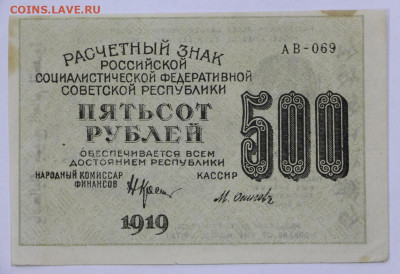 COINS.LAVE.RU
РАСЧЕТНЫЙ ЗНАК
РОССИЙСКОЙ
СОЦИАЛИСТИЧЕСКОЙ ФЕДЕРАТИВНОЙ
СОВЕТСКОЙ РЕСПУБЛИКИ
АВ-069
ПЯТЬСОТ
РУБЛЕЙ
500
ОБЕСПЕЧИВАЕТСЯ ВСЕМ
ДОСТОЯНИЕМ РЕСПУБЛИКИ
НАРОДНЫЙ КОМИССАР
ФИНАНСОВ
КАССИР
1919